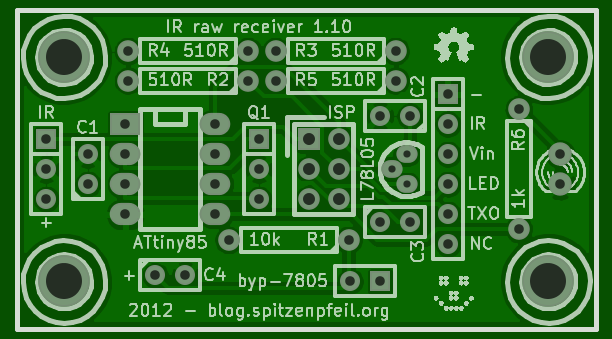 IR raw receiver 1.10
R4 510R
R3 510R
510R R2
R5 510R
IR
C1
Q1
ISP
C2
-
IR
Vin
LED
TXO
NC
L78L05
R6
1k
+
ATtiny85
10k R1
C3
+
C4
byp-7805
2012 - blog.spitzenpfeil.org